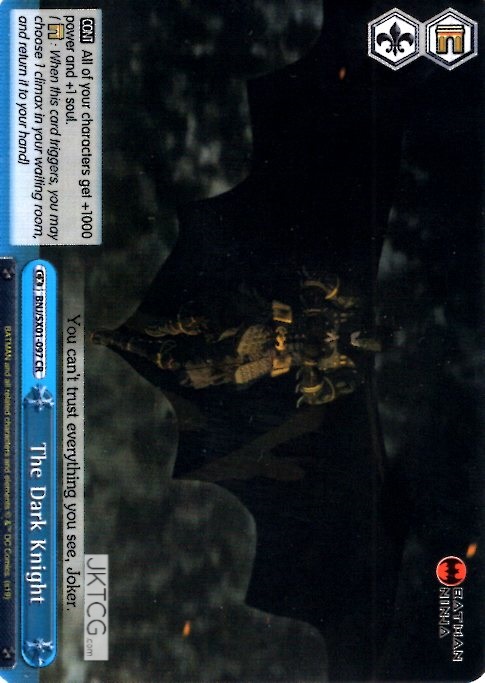 BATMAN
NINJA
CONT All of your characters get +1000
power and +1 soul.
( : When this card triggers, you may
choose 1 climax in your waiting room,
and return it to your hand)
You can't trust everything you see, Joker.
CX BNJ/SX01-097 CR
The Dark Knight
BATMAN and all related characters and elements © &™ DC Comics. (s19)
JKTCG.com